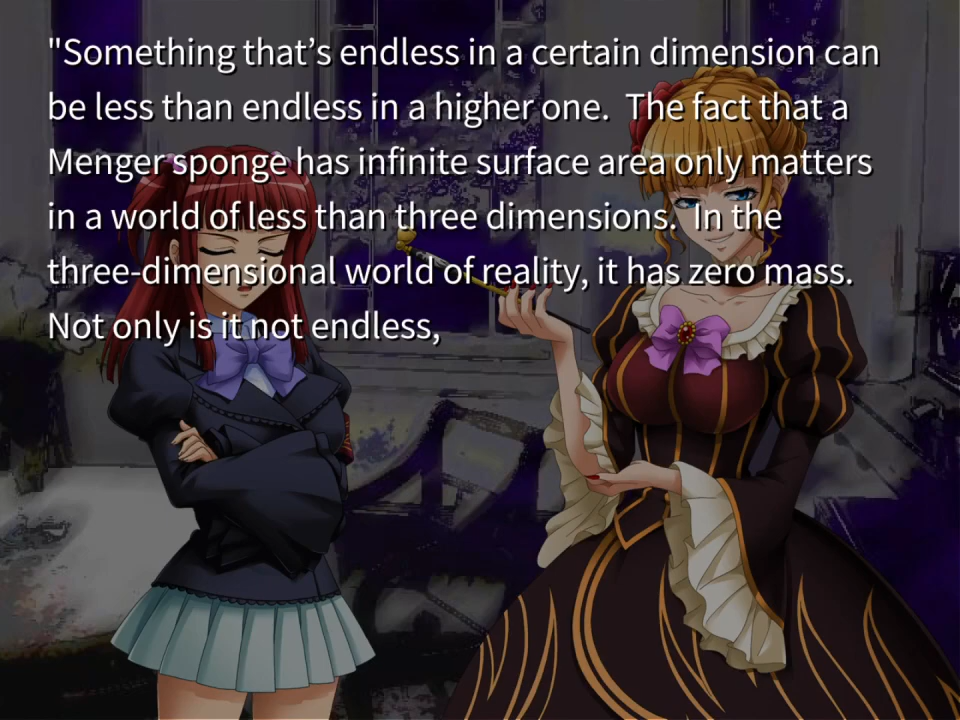 "Something that’s endless in a certain dimension can
be less than endless in a higher one.  The fact that a
Menger sponge has infinite surface area only matters
in a world of less than three dimensions.  In the
three-dimensional world of reality, it has zero mass.
Not only is it not endless,